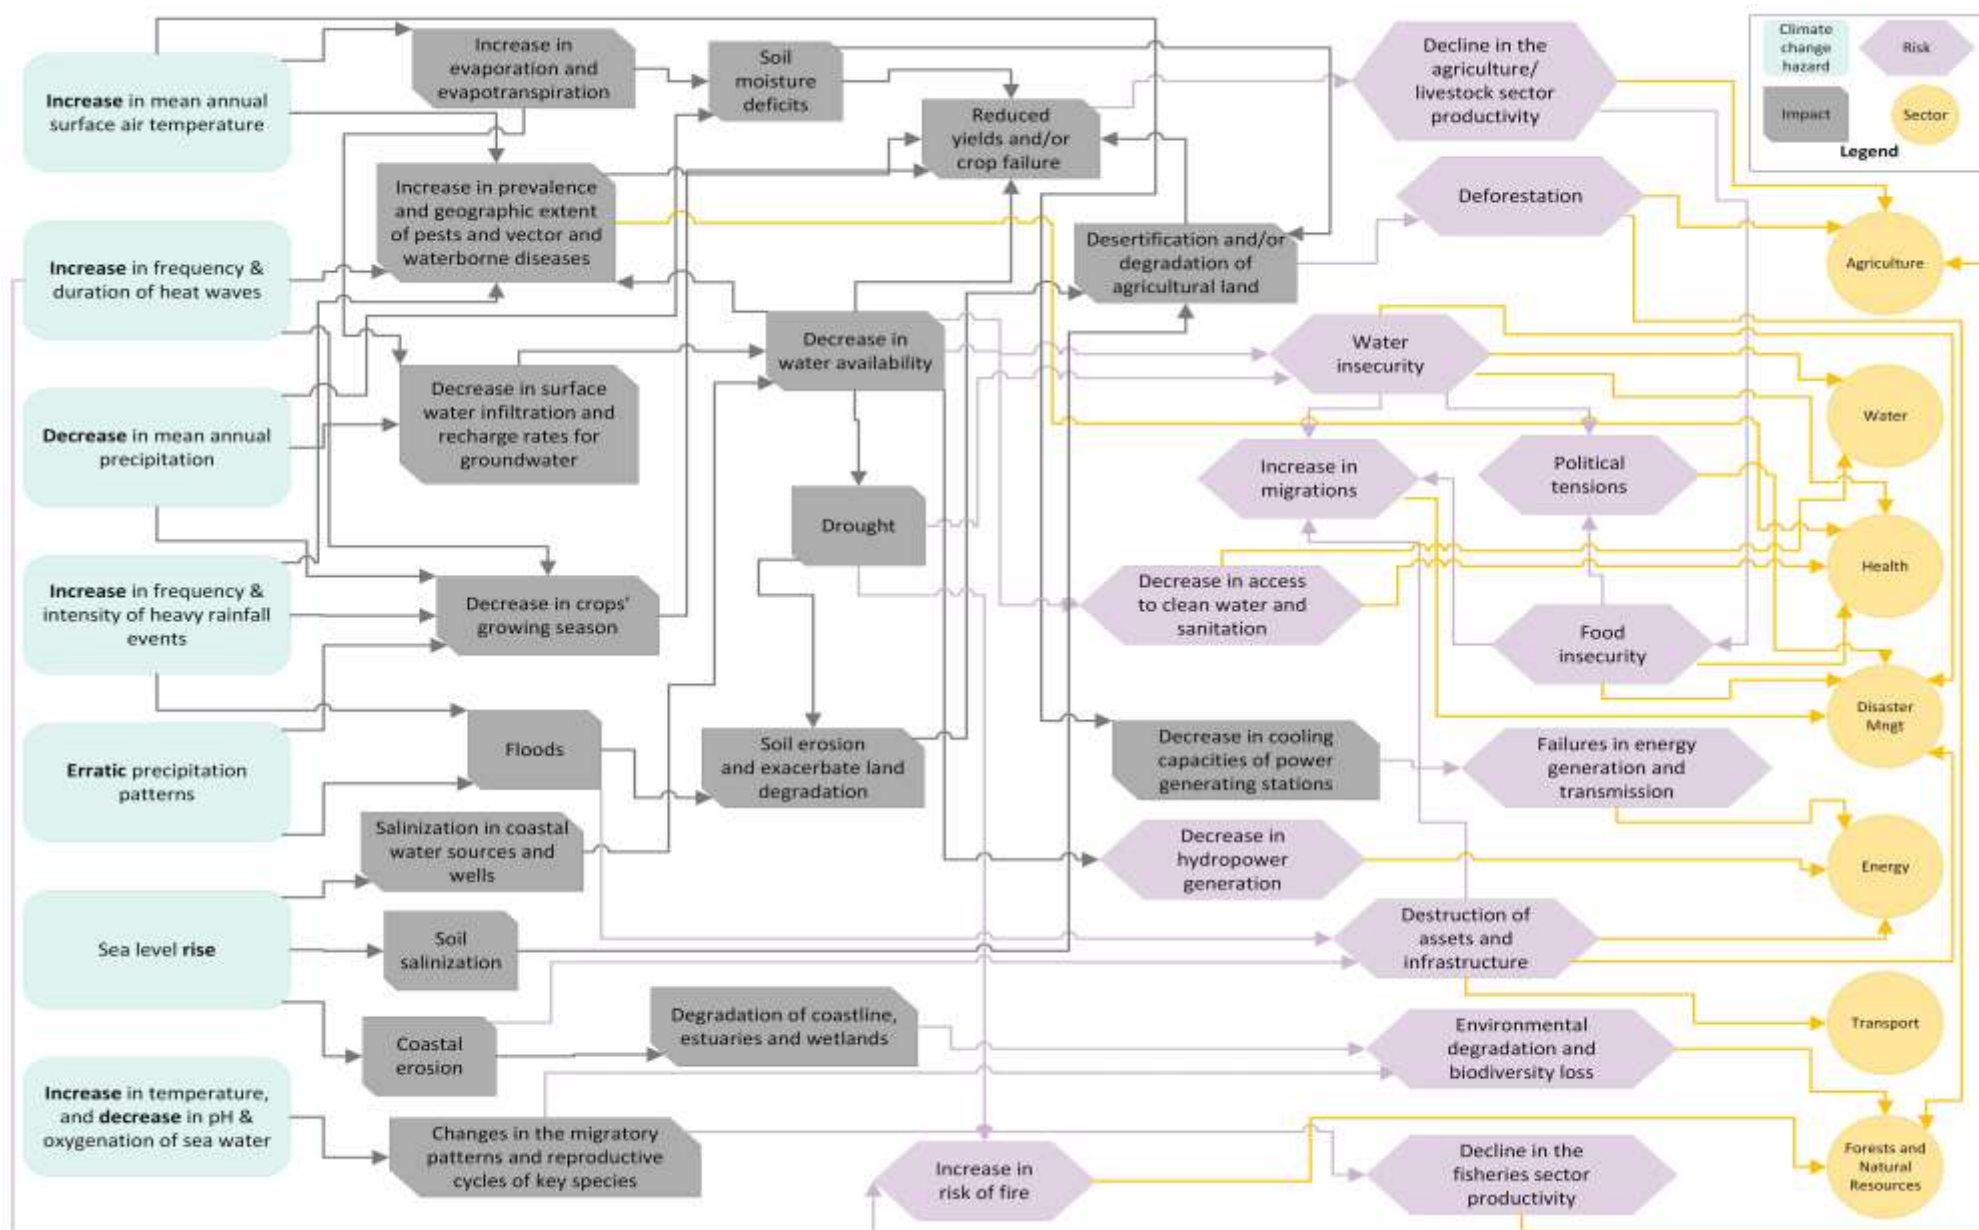 Increase in mean annual
surface air temperature
Increase in frequency &
duration of heat waves
Decrease in mean annual
precipitation
Increase in frequency &
intensity of heavy rainfall
events
Erratic precipitation
patterns
Sea level rise
Increase in temperature,
and decrease in pH &
oxygenation of sea water
Increase in
evaporation and
evapotranspiration
Soil
moisture
deficits
Reduced
yields and/or
crop failure
Increase in prevalence
and geographic extent
of pests and vector and
waterborne diseases
Desertification and/or
degradation of
agricultural land
Decrease in
water availability
Decrease in surface
water infiltration and
recharge rates for
groundwater
Drought
Decrease in crops'
growing season
Floods
Soil erosion
and exacerbate land
degradation
Salinization in coastal
water sources and
wells
Soil
salinization
Coastal
erosion
Degradation of coastline,
estuaries and wetlands
Changes in the migratory
patterns and reproductive
cycles of key species
Decrease in cooling
capacities of power
generating stations
Decline in the
agriculture/
livestock sector
productivity
Deforestation
Water
insecurity
Increase in
migrations
Political
tensions
Decrease in access
to clean water and
sanitation
Food
insecurity
Failures in energy
generation and
transmission
Decrease in
hydropower
generation
Destruction of
assets and
infrastructure
Environmental
degradation and
biodiversity loss
Increase in
risk of fire
Decline in the
fisheries sector
productivity
Climate
change
hazard
Risk
Impact
Sector
Legend
Agriculture
Water
Health
Disaster
Mngt
Energy
Transport
Forests and
Natural
Resources